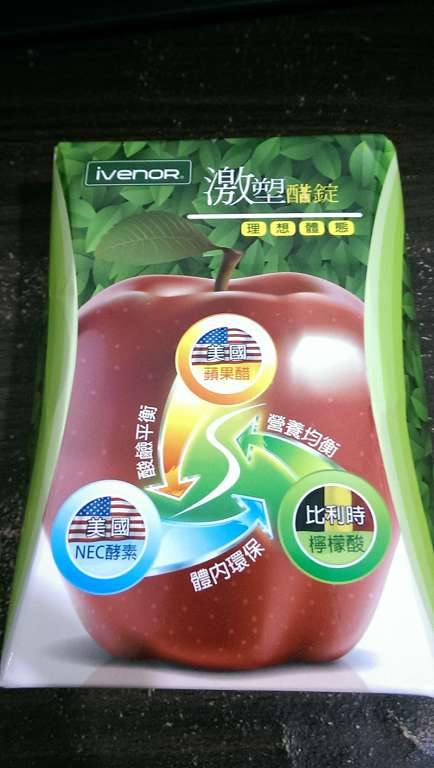 ivenor®
激塑醋錠
理想體態
美國
蘋果醋
酸鹼平衡
營養均衡
美國
NEC酵素
比利時
檸檬酸
體內環保